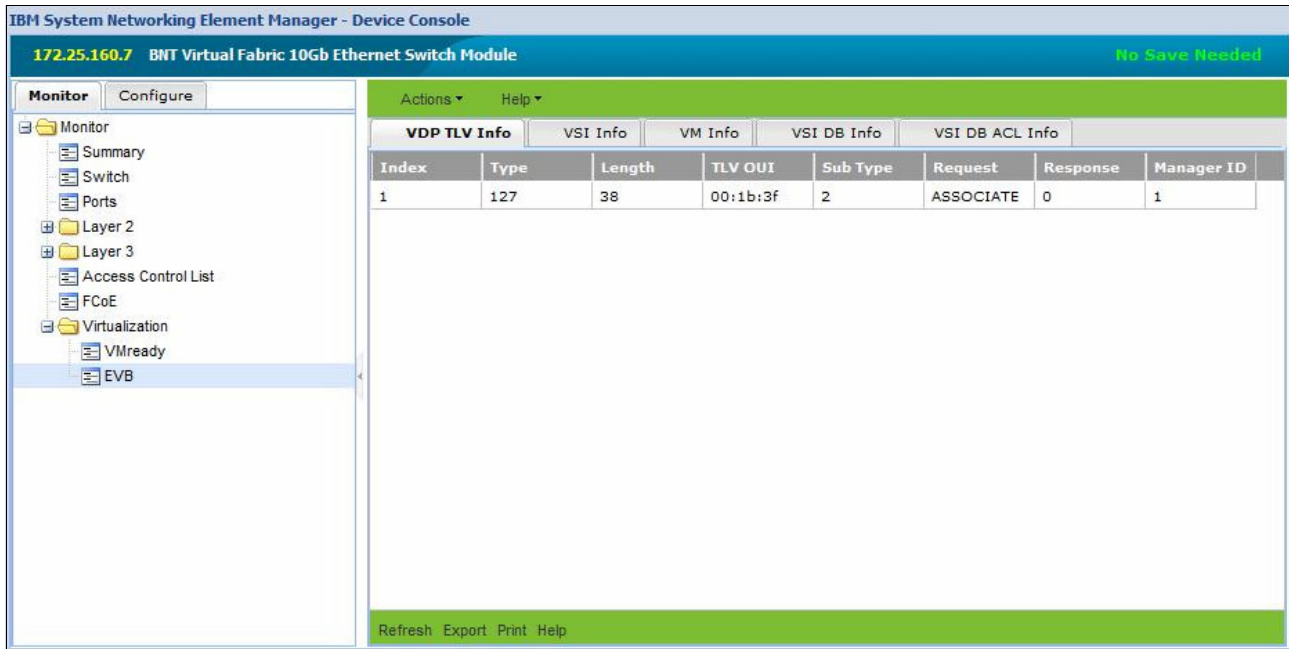 IBM System Networking Element Manager - Device Console
172.25.160.7 BNT Virtual Fabric 10Gb Ethernet Switch Module No Save Needed
Monitor Configure
Monitor
Summary
Switch
Ports
Layer 2
Layer 3
Access Control List
FCoE
Virtualization
VMready
EVB
Actions Help
VDP TLV Info VSI Info VM Info VSI DB Info VSI DB ACL Info
Index Type Length TLV OUI Sub Type Request Response Manager ID
1 127 38 00:1b:3f 2 ASSOCIATE 0 1
Refresh Export Print Help